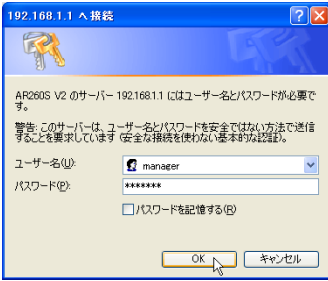 192.168.1.1 へ接続
AR260S V2 のサーバー 192.168.1.1 にはユーザー名とパスワードが必要で
す。
警告: このサーバーは、ユーザー名とパスワードを安全ではない方法で送信
することを要求しています (安全な接続を使わない基本的な認証)。
ユーザー名(U):
manager
パスワード(P):
*******
パスワードを記憶する(R)
OK
キャンセル